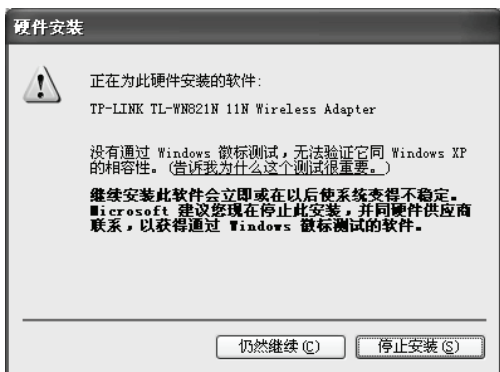 硬件安装
正在为此硬件安装的软件:
TP-LINK TL-WN821N 11N Wireless Adapter
没有通过 Windows 徽标测试，无法验证它同 Windows XP
的相容性。(告诉我为什么这个测试很重要。)
继续安装此软件会立即或在以后使系统变得不稳定。
Microsoft 建议您现在停止此安装，并同硬件供应商
联系，以获得通过 Windows 徽标测试的软件。
仍然继续(C)
停止安装(S)